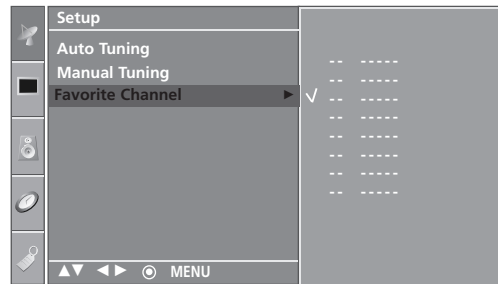 Setup
Auto Tuning
Manual Tuning
Favorite Channel ►
-- -----
-- -----
√ -- -----
-- -----
-- -----
-- -----
-- -----
-- -----
▲▼ ◄► ◉ MENU